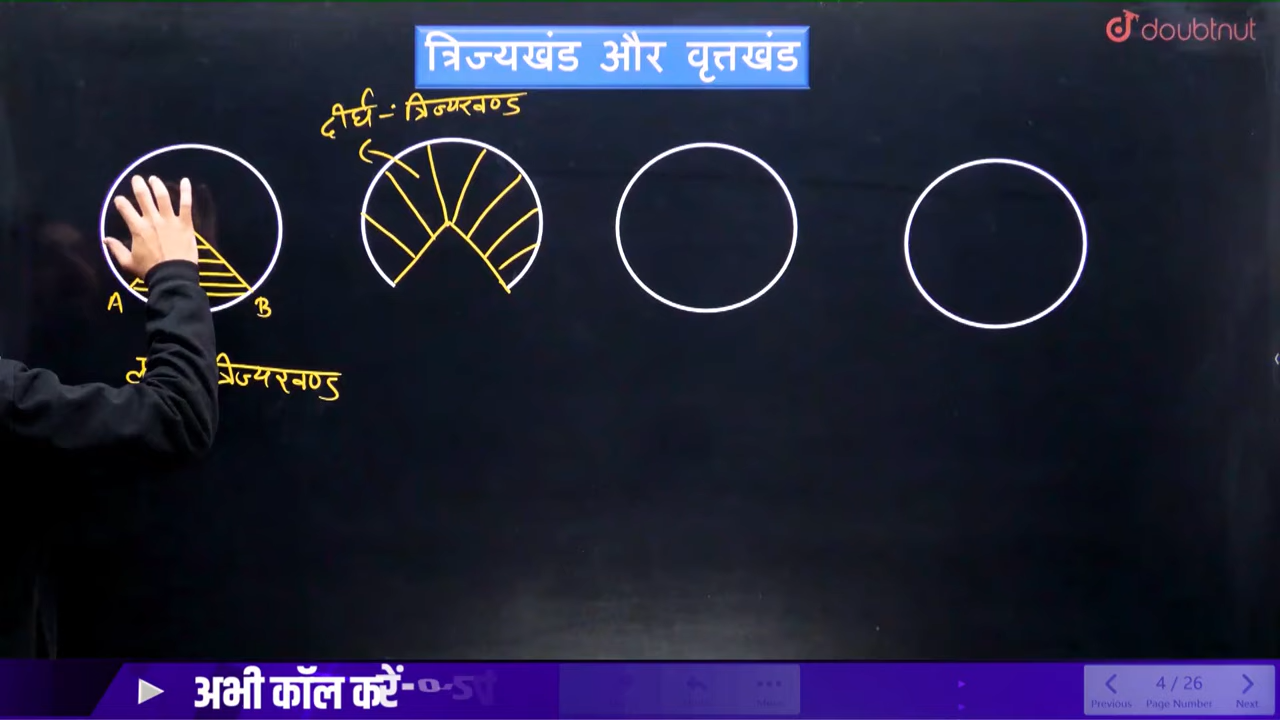 doubtnut
त्रिज्यखंड और वृत्तखंड
दीर्घ-त्रिज्यखण्ड
A
B
त्रिज्यखण्ड
अभी कॉल करें-
4 / 26
Previous
Page Number
Next